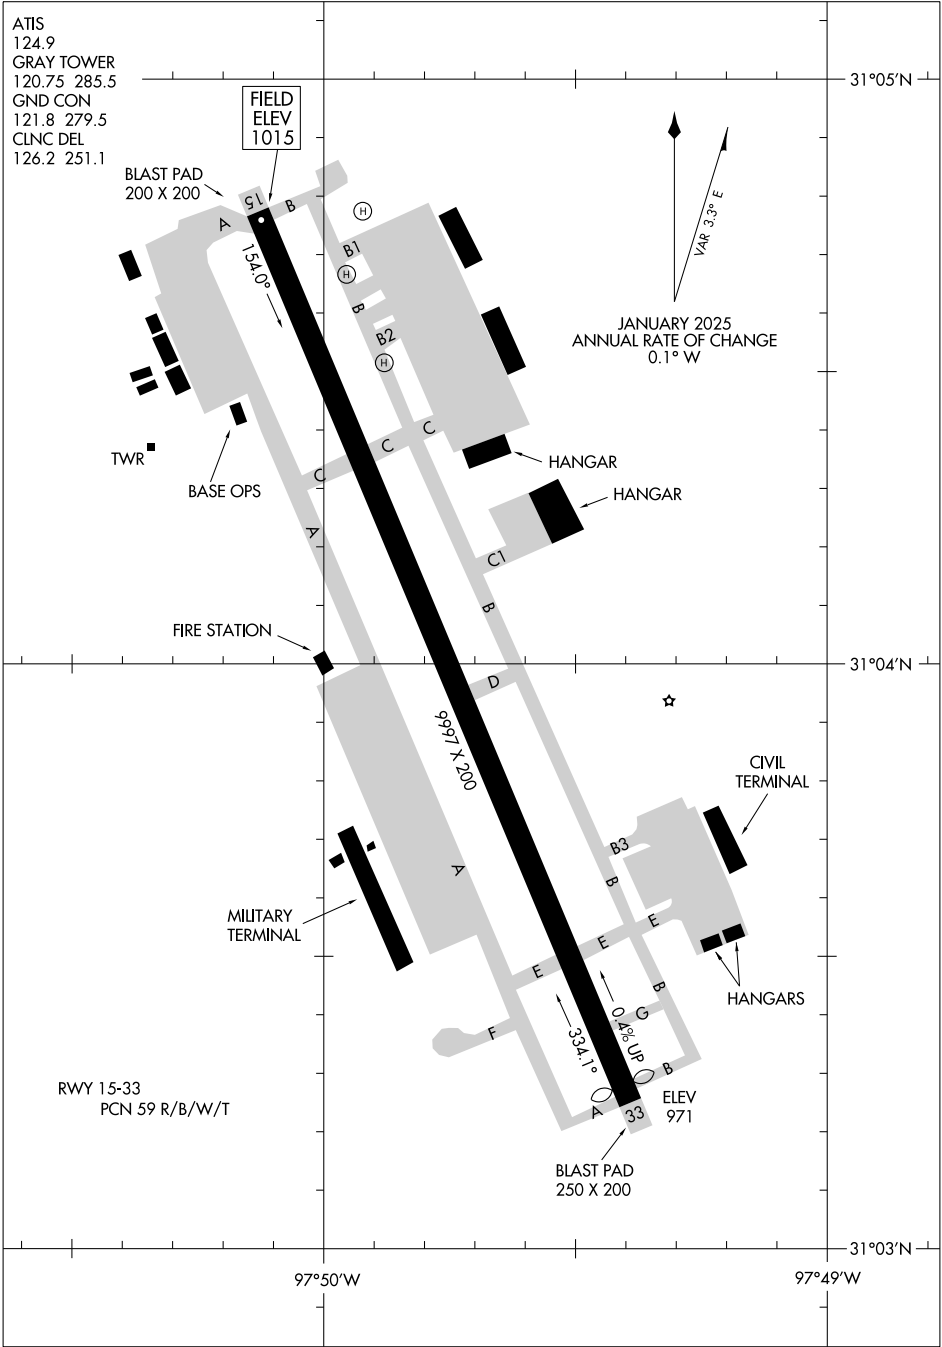 ATIS
124.9
GRAY TOWER
120.75 285.5
GND CON
121.8 279.5
CLNC DEL
126.2 251.1
FIELD
ELEV
1015
31°05'N
BLAST PAD
200 X 200
15
A
B
H
154.0°
B1
H
B
B2
H
VAR 3.3° E
JANUARY 2025
ANNUAL RATE OF CHANGE
0.1° W
TWR
BASE OPS
C
C
C
HANGAR
HANGAR
A
C1
B
FIRE STATION
31°04'N
D
9997 X 200
CIVIL
TERMINAL
B3
A
B
MILITARY
TERMINAL
E
E
E
B
HANGARS
F
G
334.1°
0.4% UP
B
A
33
ELEV
971
RWY 15-33
PCN 59 R/B/W/T
BLAST PAD
250 X 200
31°03'N
97°50'W
97°49'W